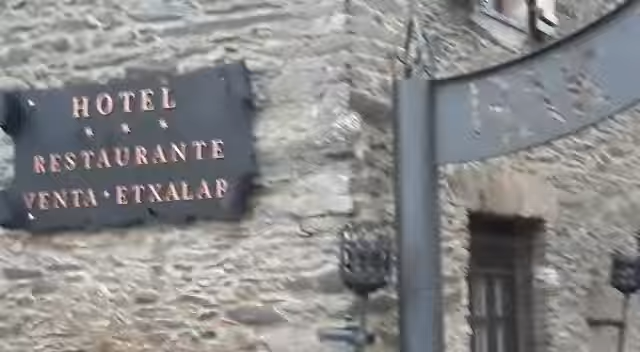 HOTEL
* * *
RESTAURANTE
VENTA · ETXALAR